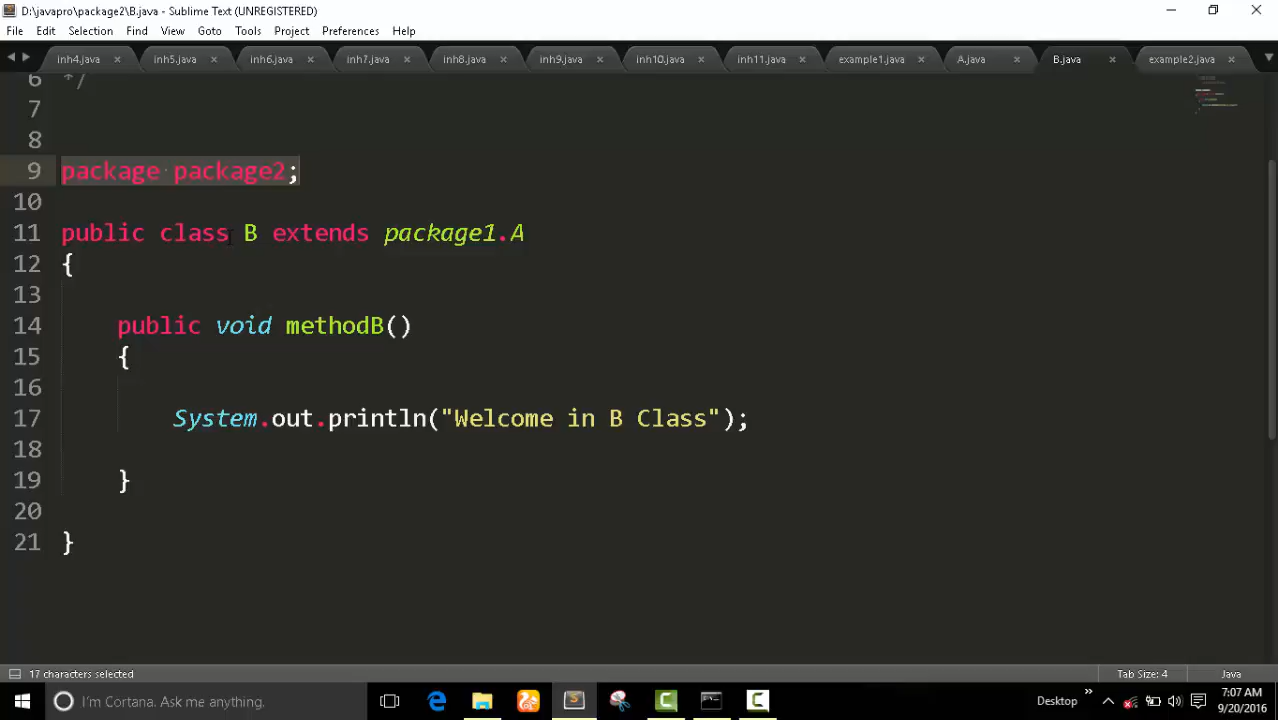 D:\javapro\package2\B.java - Sublime Text (UNREGISTERED)
File Edit Selection Find View Goto Tools Project Preferences Help
inh4.java inh5.java inh6.java inh7.java inh8.java inh9.java inh10.java inh11.java example1.java A.java B.java example2.java
6 */
7
8
9 package package2;
10
11 public class B extends package1.A
12 {
13
14 public void methodB()
15 {
16
17 System.out.println("Welcome in B Class");
18
19 }
20
21 }
17 characters selected Tab Size: 4 Java
I'm Cortana. Ask me anything. Desktop 7:07 AM
9/20/2016